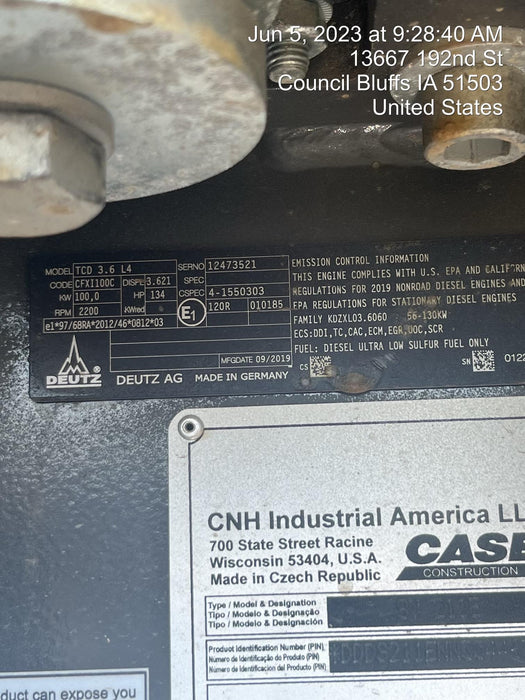 Jun 5, 2023 at 9:28:40 AM
13667 192nd St
Council Bluffs IA 51503
United States
MODEL TCD 3.6 L4 SERNO 12473521
CODE CFXI100C DISPL 3.621 SPEC
KW 100,0 HP 134 CSPEC 4-1550303
RPM 2200 KWred E1 120R 010185
e1*97/68RA*2012/46*0812*03
MFGDATE 09/2019
DEUTZ DEUTZ AG MADE IN GERMANY
EMISSION CONTROL INFORMATION
THIS ENGINE COMPLIES WITH U.S. EPA AND CALIFORN
REGULATIONS FOR 2019 NONROAD DIESEL ENGINES AND
EPA REGULATIONS FOR STATIONARY DIESEL ENGINES
FAMILY KDZXL03.6060 56-130KW
ECS:DDI,TC,CAC,ECM,EGR,UOC,SCR
FUEL: DIESEL ULTRA LOW SULFUR FUEL ONLY
CS SN 0122
CNH Industrial America LL
700 State Street Racine
Wisconsin 53404, U.S.A.
Made in Czech Republic
CASE
CONSTRUCTION
Type / Model & Designation
Tipo / Modelo & Designação
Tipo / Modelo & Designación
Product Identification Number (PIN)
Número de Identificação do Produto (PIN)
Número de Identificación del Producto (PIN)
duct can expose you